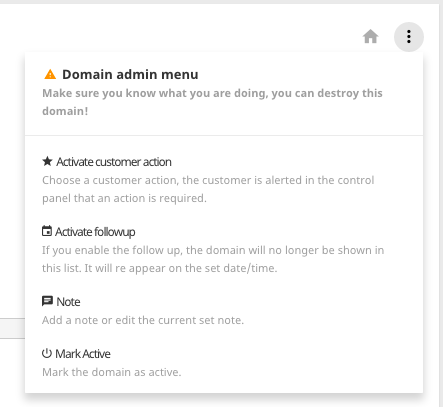 Domain admin menu
Make sure you know what you are doing, you can destroy this
domain!
Activate customer action
Choose a customer action, the customer is alerted in the control
panel that an action is required.
Activate followup
If you enable the follow up, the domain will no longer be shown in
this list. It will re appear on the set date/time.
Note
Add a note or edit the current set note.
Mark Active
Mark the domain as active.